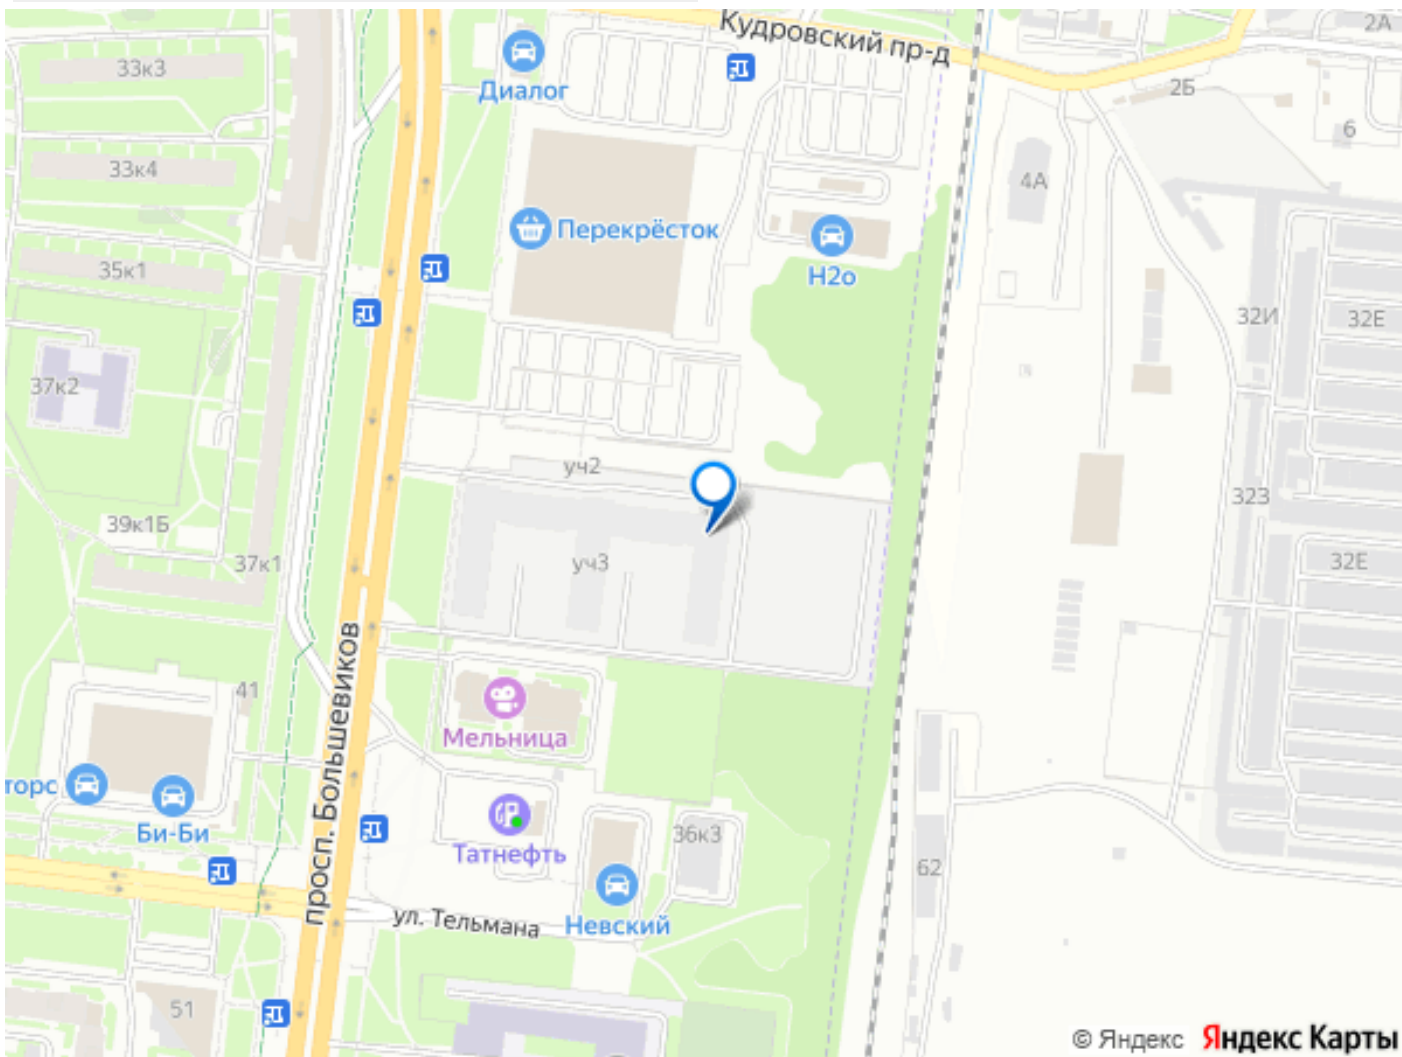 Кудровский пр-д
2А
33к3
Диалог
2Б
6
33к4
4А
Перекрёсток
35к1
Н2о
32И
32Е
37к2
уч2
39к1Б
323
37к1
уч3
32Е
просп. Большевиков
41
Мельница
торс
Би-Би
Татнефть
36к3
62
Невский
ул. Тельмана
51
© Яндекс Яндекс Карты